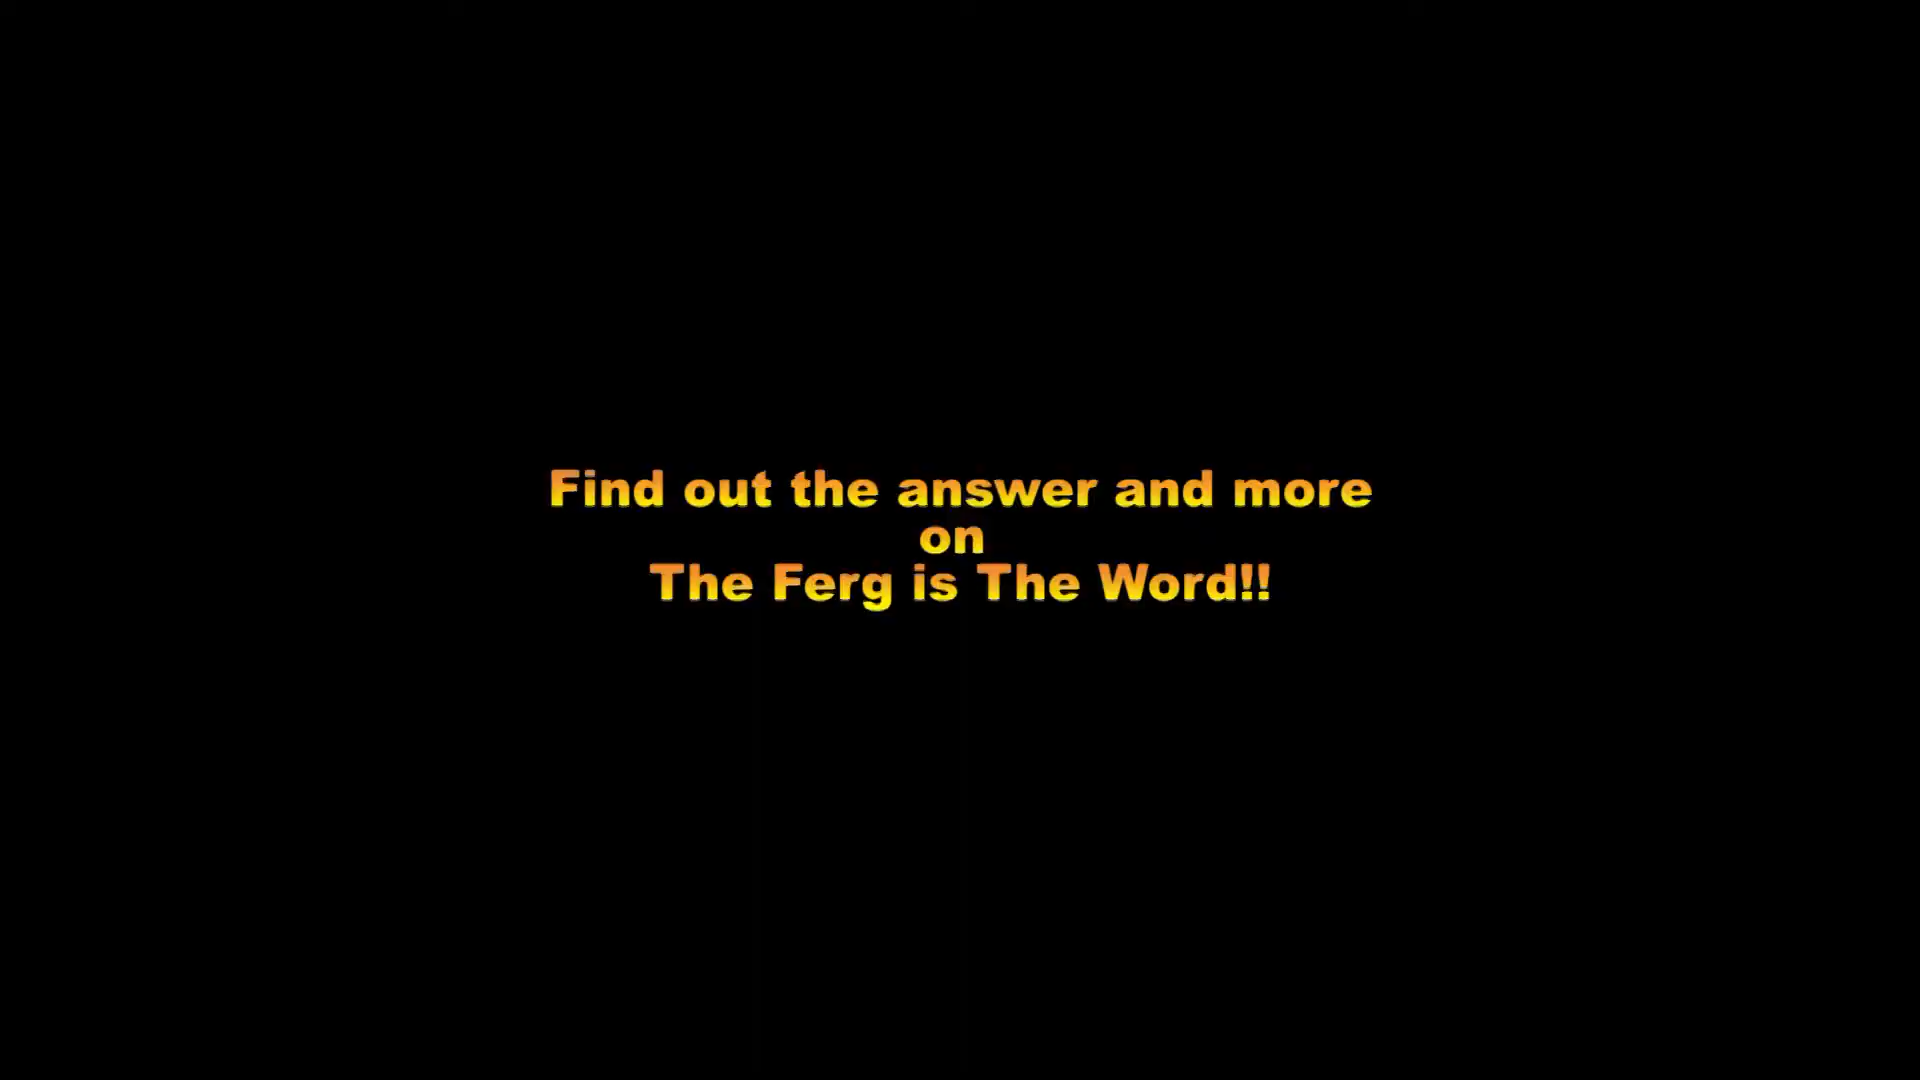 Find out the answer and more
on
The Ferg is The Word!!